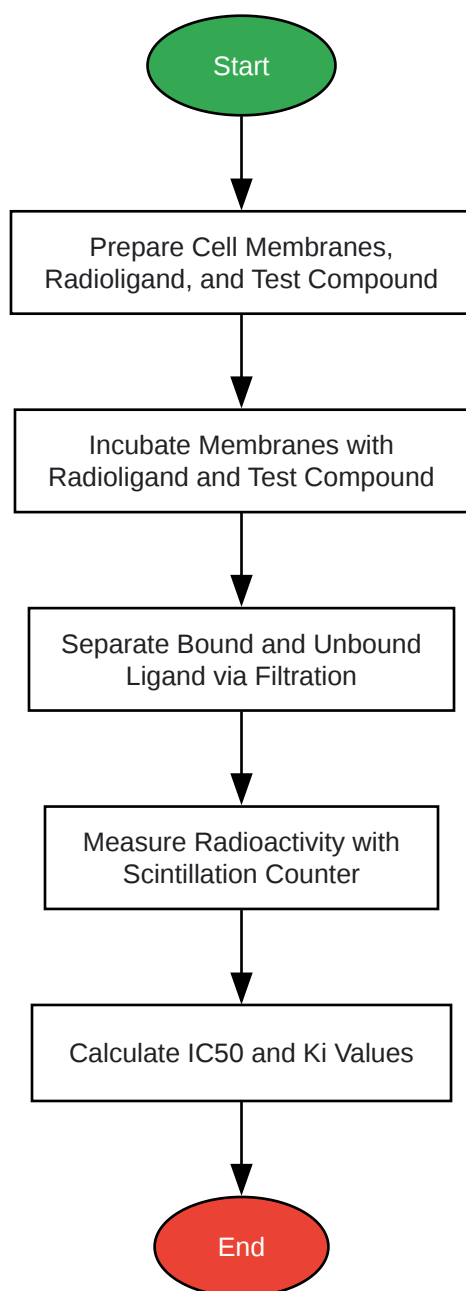 Start
Prepare Cell Membranes,
Radioligand, and Test Compound
Incubate Membranes with
Radioligand and Test Compound
Separate Bound and Unbound
Ligand via Filtration
Measure Radioactivity with
Scintillation Counter
Calculate IC50 and Ki Values
End